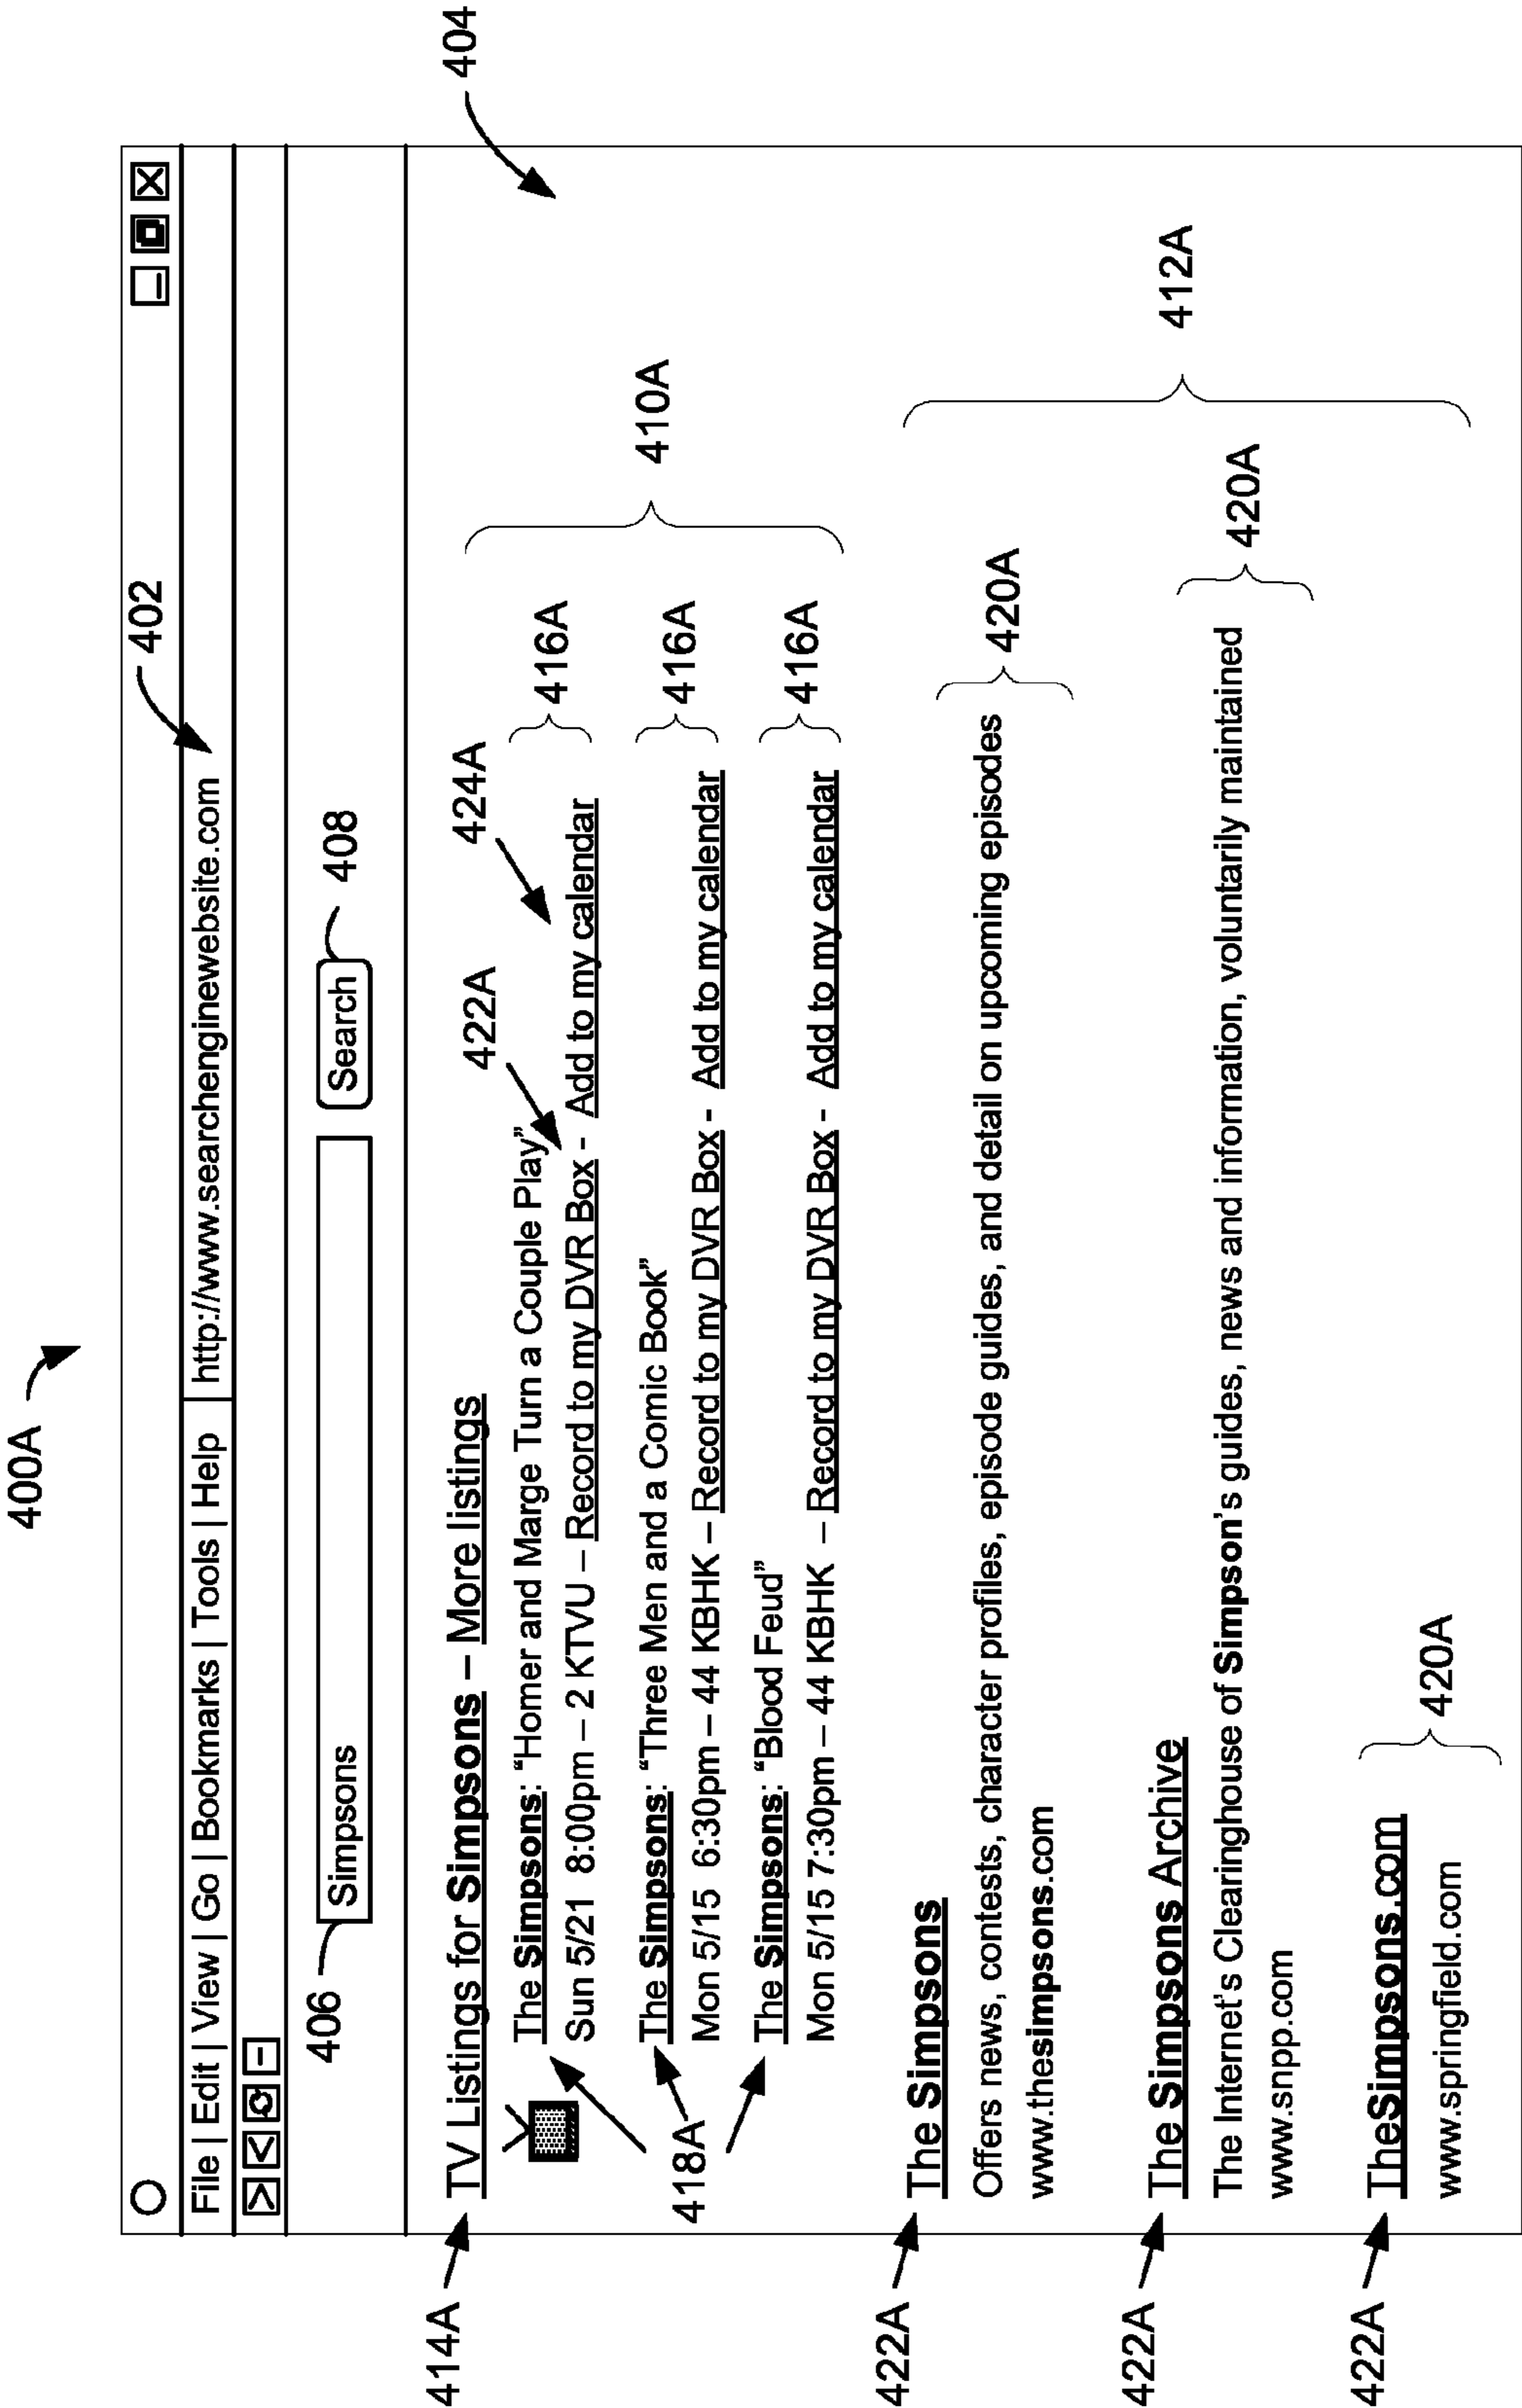 400A
402
File | Edit | View | Go | Bookmarks | Tools | Help | http://www.searchenginewebsite.com
404
406
Simpsons
Search
408
414A
TV Listings for Simpsons – More listings
422A
424A
The Simpsons: “Homer and Marge Turn a Couple Play”
Sun 5/21 8:00pm – 2 KTVU – Record to my DVR Box - Add to my calendar
416A
418A
The Simpsons: “Three Men and a Comic Book”
Mon 5/15 6:30pm – 44 KBHK – Record to my DVR Box - Add to my calendar
416A
410A
The Simpsons: “Blood Feud”
Mon 5/15 7:30pm – 44 KBHK – Record to my DVR Box - Add to my calendar
416A
422A
The Simpsons
Offers news, contests, character profiles, episode guides, and detail on upcoming episodes
www.thesimpsons.com
420A
412A
422A
The Simpsons Archive
The Internet's Clearinghouse of Simpson's guides, news and information, voluntarily maintained
www.snpp.com
420A
422A
TheSimpsons.com
www.springfield.com
420A